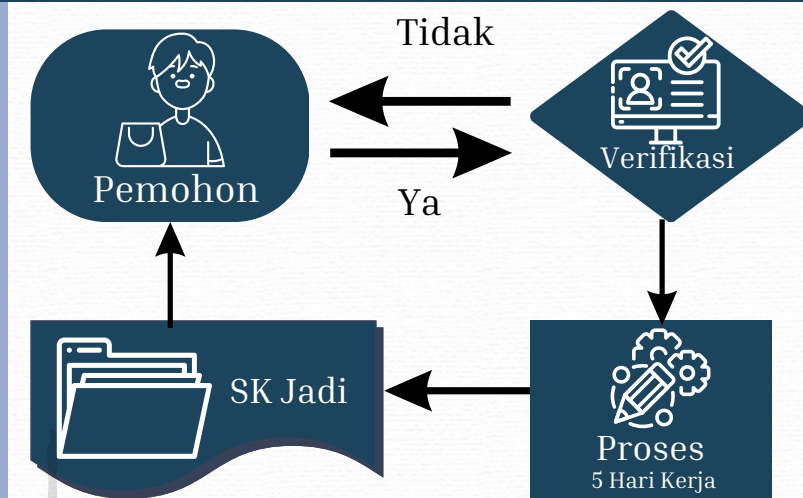 Tidak
Pemohon
Verifikasi
Ya
SK Jadi
Proses
5 Hari Kerja